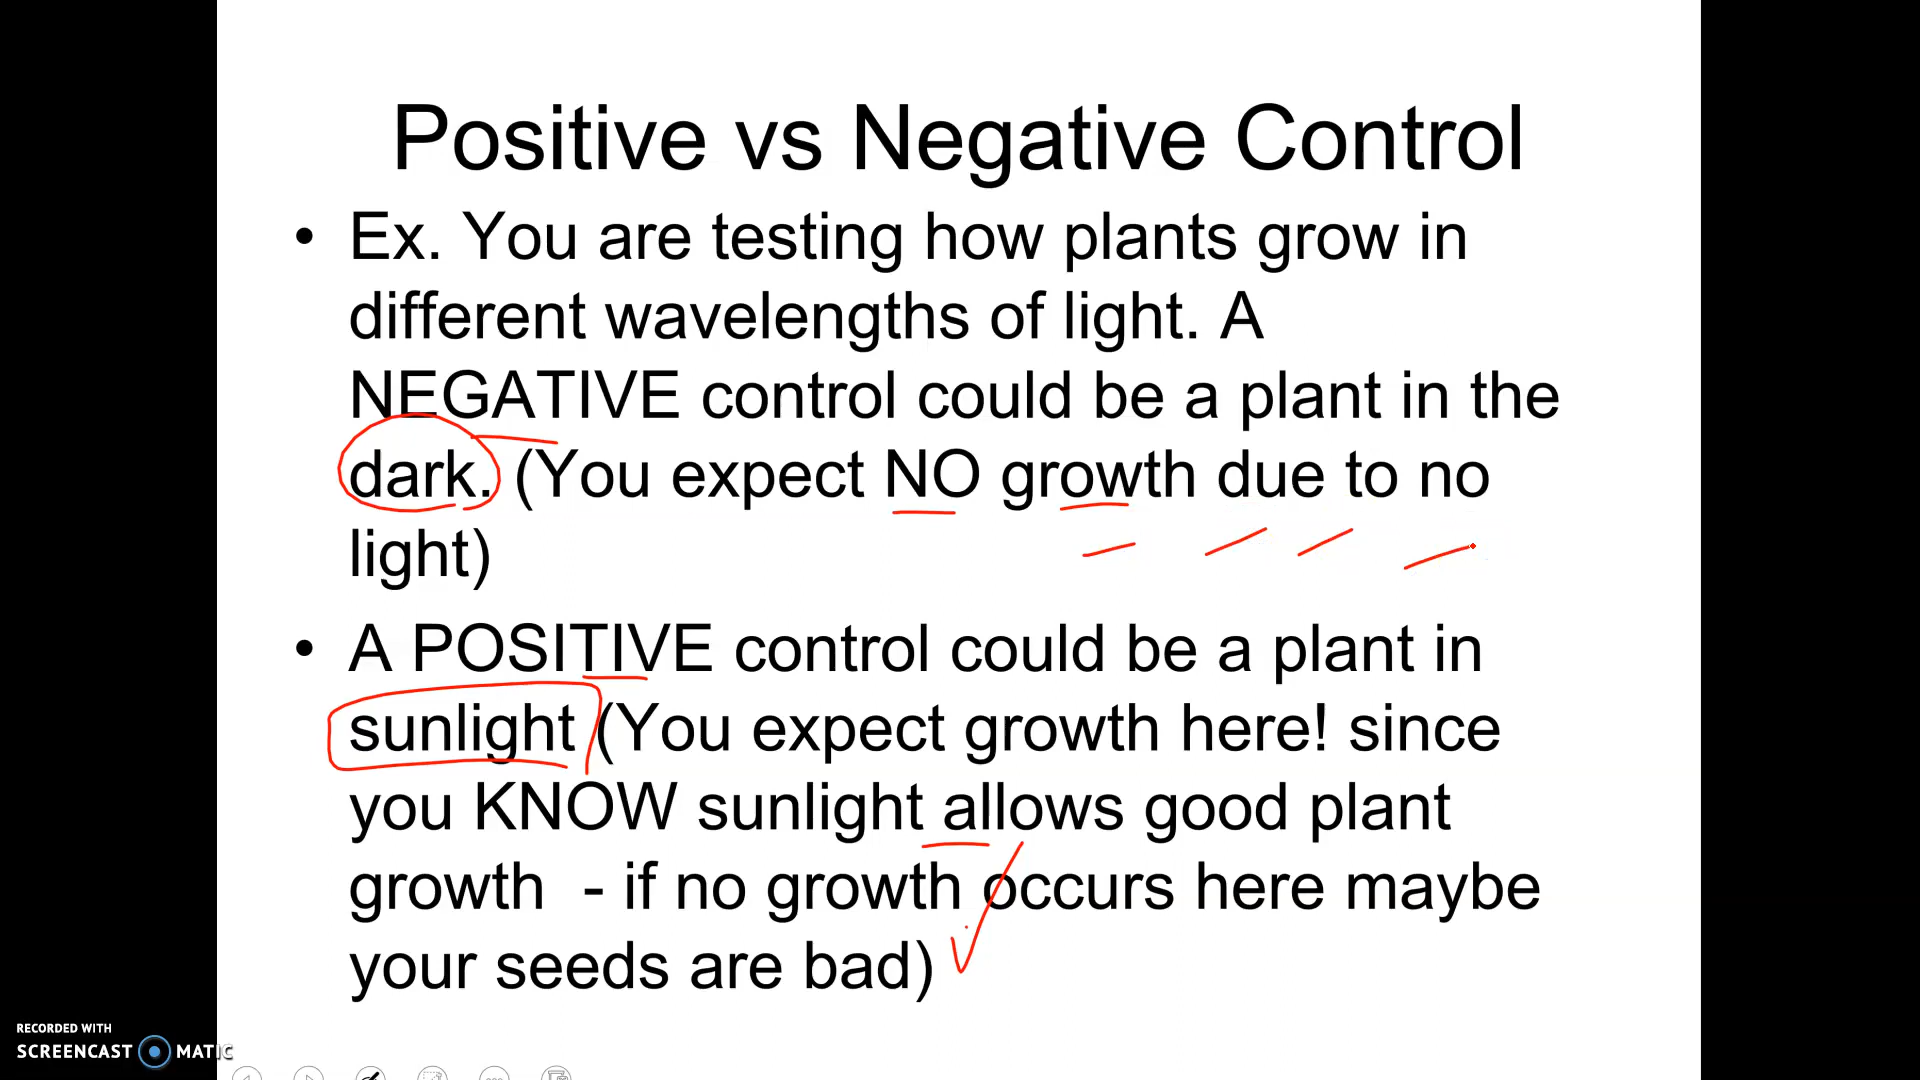 Positive vs Negative Control
• Ex. You are testing how plants grow in
different wavelengths of light. A
NEGATIVE control could be a plant in the
dark. (You expect NO growth due to no
light)
• A POSITIVE control could be a plant in
sunlight (You expect growth here! since
you KNOW sunlight allows good plant
growth - if no growth occurs here maybe
your seeds are bad)
RECORDED WITH
SCREENCAST MATIC